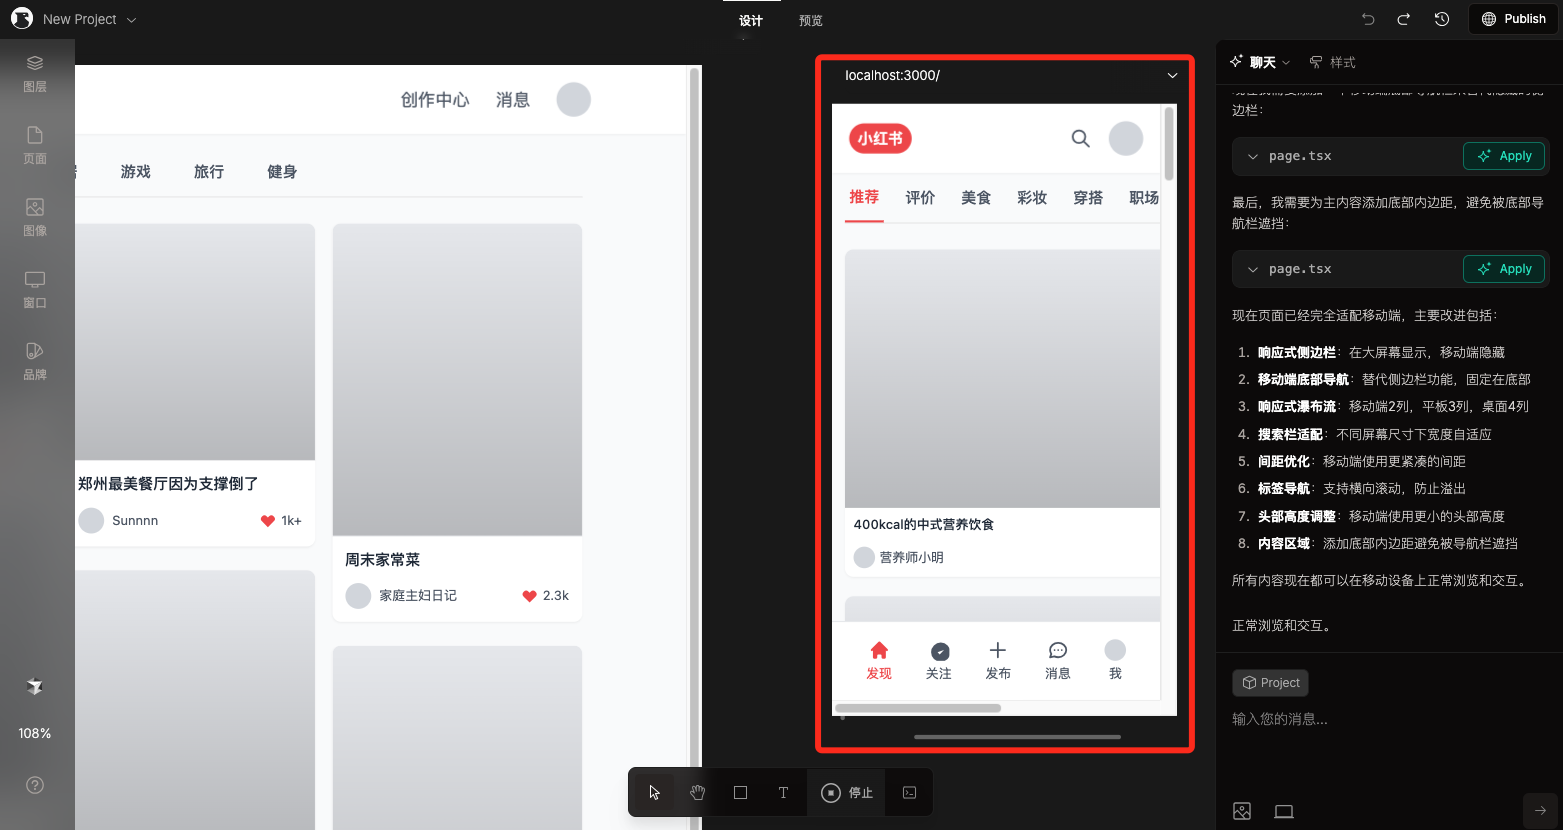 New Project
设计
预览
Publish
图层
页面
图像
窗口
品牌
108%
创作中心
消息
游戏
旅行
健身
郑州最美餐厅因为支撑倒了
Sunnnn
1k+
周末家常菜
家庭主妇日记
2.3k
localhost:3000/
小红书
推荐
评价
美食
彩妆
穿搭
职场
400kcal的中式营养饮食
营养师小明
发现
关注
发布
消息
我
T
停止
聊天
样式
边栏：
page.tsx
Apply
最后，我需要为主内容添加底部内边距，避免被底部导
航栏遮挡：
page.tsx
Apply
现在页面已经完全适配移动端，主要改进包括：
1. 响应式侧边栏：在大屏幕显示，移动端隐藏
2. 移动端底部导航：替代侧边栏功能，固定在底部
3. 响应式瀑布流：移动端2列，平板3列，桌面4列
4. 搜索栏适配：不同屏幕尺寸下宽度自适应
5. 间距优化：移动端使用更紧凑的间距
6. 标签导航：支持横向滚动，防止溢出
7. 头部高度调整：移动端使用更小的头部高度
8. 内容区域：添加底部内边距避免被导航栏遮挡
所有内容现在都可以在移动设备上正常浏览和交互。
正常浏览和交互。
Project
输入您的消息...